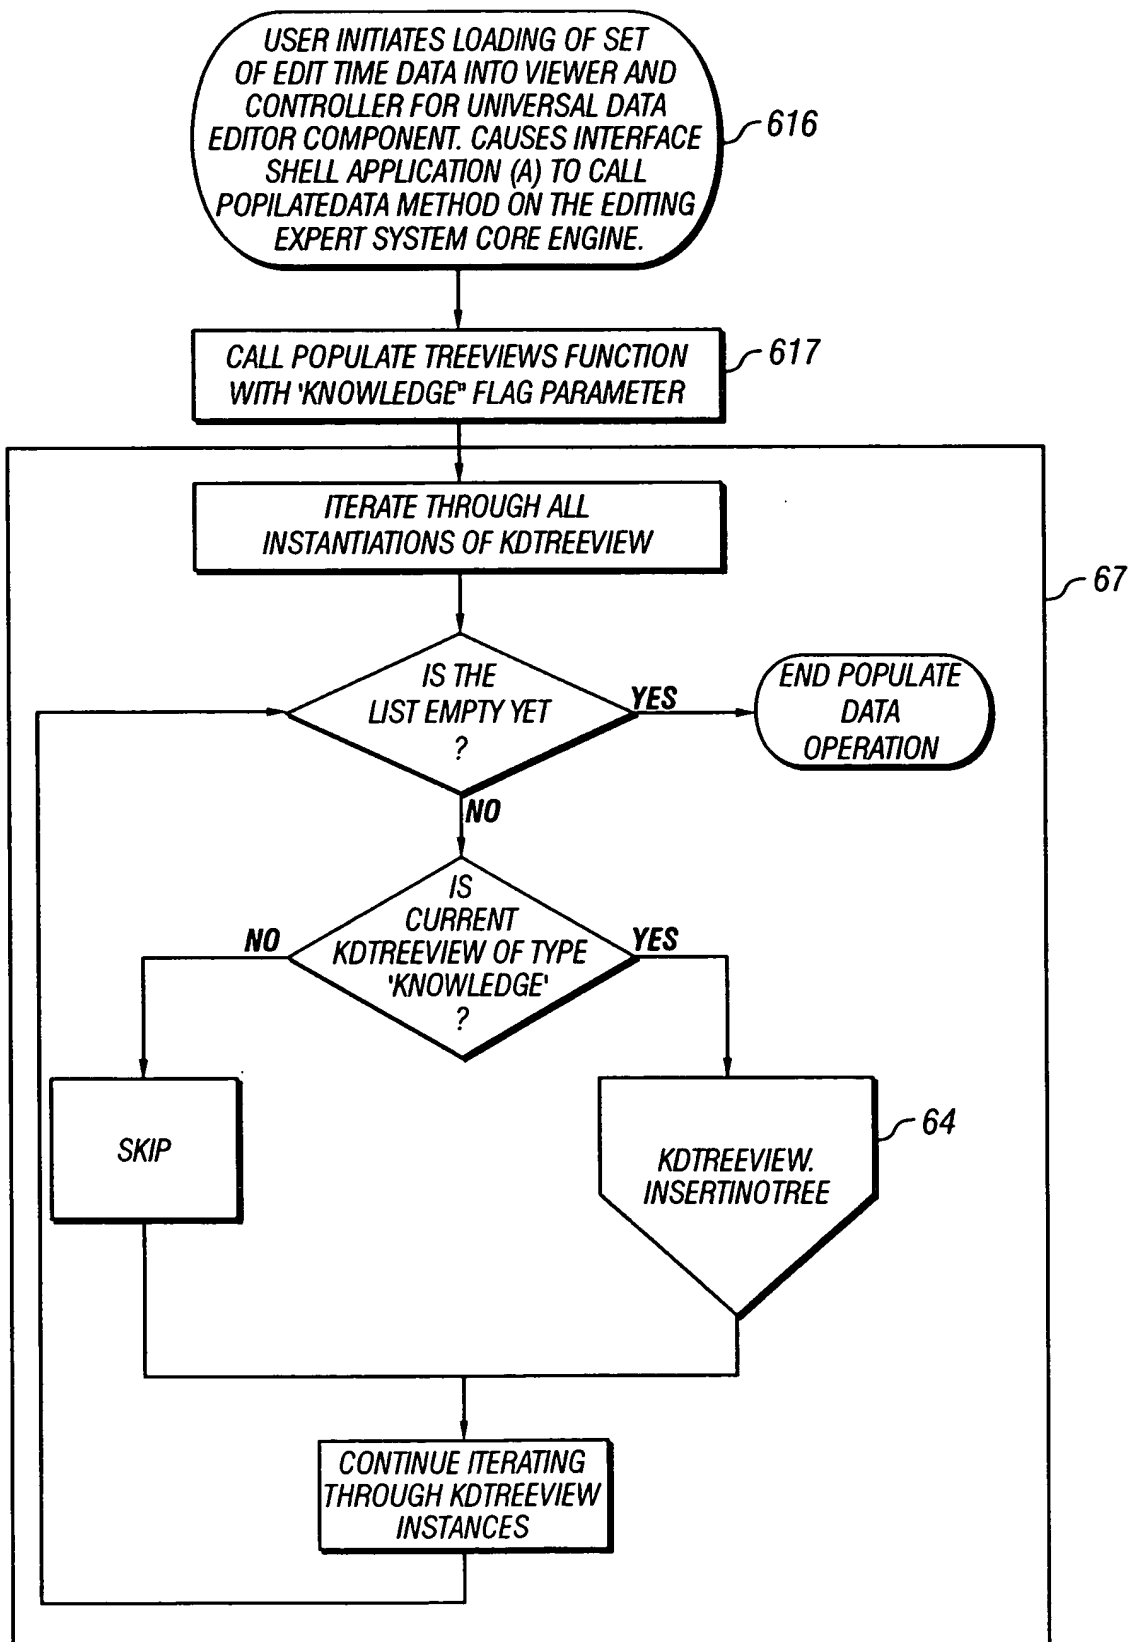 USER INITIATES LOADING OF SET
OF EDIT TIME DATA INTO VIEWER AND
CONTROLLER FOR UNIVERSAL DATA
EDITOR COMPONENT. CAUSES INTERFACE
SHELL APPLICATION (A) TO CALL
POPILATEDATA METHOD ON THE EDITING
EXPERT SYSTEM CORE ENGINE.
616
CALL POPULATE TREEVIEWS FUNCTION
WITH 'KNOWLEDGE" FLAG PARAMETER
617
ITERATE THROUGH ALL
INSTANTIATIONS OF KDTREEVIEW
67
IS THE
LIST EMPTY YET
?
YES
END POPULATE
DATA
OPERATION
NO
IS
CURRENT
KDTREEVIEW OF TYPE
'KNOWLEDGE'
?
NO
YES
SKIP
KDTREEVIEW.
INSERTINOTREE
64
CONTINUE ITERATING
THROUGH KDTREEVIEW
INSTANCES